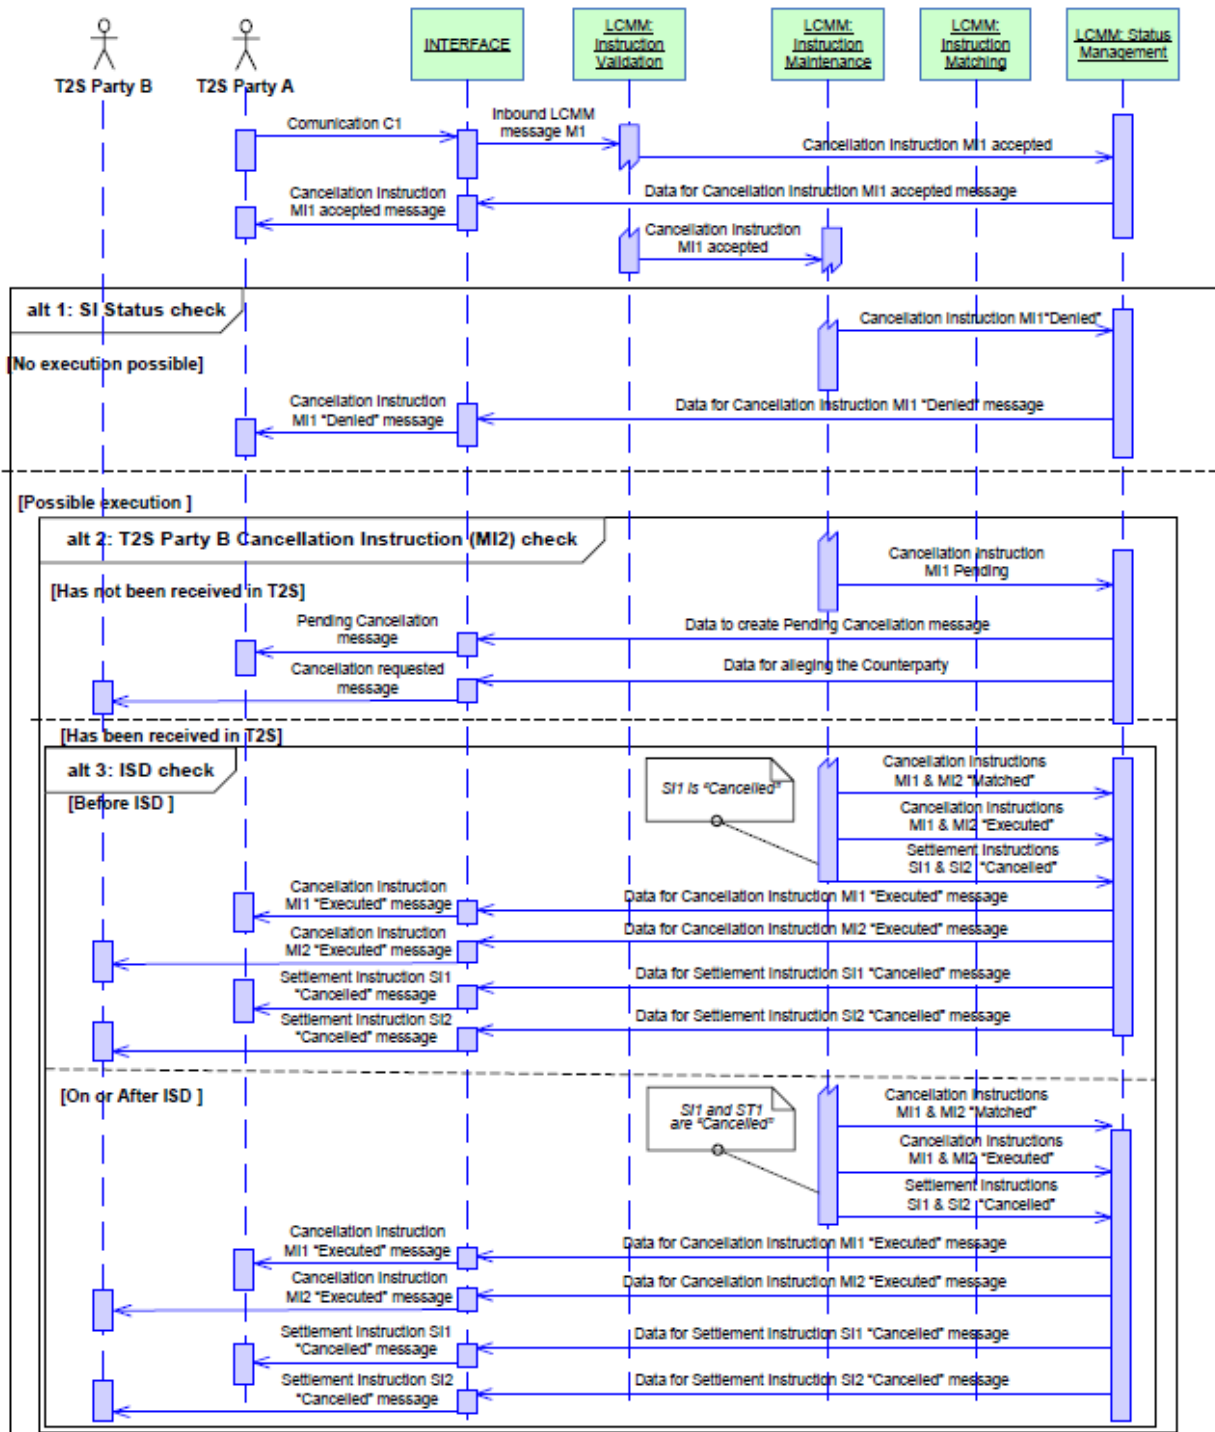 T2S Party B
T2S Party A
INTERFACE
LCMM:
Instruction
Validation
LCMM:
Instruction
Maintenance
LCMM:
Instruction
Matching
LCMM: Status
Management
Comunication C1
Inbound LCMM
message M1
Cancellation Instruction MI1 accepted
Data for Cancellation Instruction MI1 accepted message
Cancellation Instruction
MI1 accepted message
Cancellation Instruction
MI1 accepted
alt 1: SI Status check
Cancellation Instruction MI1“Denied”
[No execution possible]
Data for Cancellation Instruction MI1 “Denied” message
Cancellation Instruction
MI1 “Denied” message
[Possible execution ]
alt 2: T2S Party B Cancellation Instruction (MI2) check
Cancellation Instruction
MI1 Pending
[Has not been received in T2S]
Data to create Pending Cancellation message
Pending Cancellation
message
Data for alleging the Counterparty
Cancellation requested
message
[Has been received in T2S]
alt 3: ISD check
[Before ISD ]
SI1 is “Cancelled”
Cancellation Instructions
MI1 & MI2 “Matched”
Cancellation Instructions
MI1 & MI2 “Executed”
Settlement Instructions
SI1 & SI2 “Cancelled”
Data for Cancellation Instruction MI1 “Executed” message
Cancellation Instruction
MI1 “Executed” message
Data for Cancellation Instruction MI2 “Executed” message
Cancellation Instruction
MI2 “Executed” message
Data for Settlement Instruction SI1 “Cancelled” message
Settlement Instruction SI1
“Cancelled” message
Data for Settlement Instruction SI2 “Cancelled” message
Settlement Instruction SI2
“Cancelled” message
[On or After ISD ]
SI1 and ST1
are “Cancelled”
Cancellation Instructions
MI1 & MI2 “Matched”
Cancellation Instructions
MI1 & MI2 “Executed”
Settlement Instructions
SI1 & SI2 “Cancelled”
Data for Cancellation Instruction MI1 “Executed” message
Cancellation Instruction
MI1 “Executed” message
Data for Cancellation Instruction MI2 “Executed” message
Cancellation Instruction
MI2 “Executed” message
Data for Settlement Instruction SI1 “Cancelled” message
Settlement Instruction SI1
“Cancelled” message
Data for Settlement Instruction SI2 “Cancelled” message
Settlement Instruction SI2
“Cancelled” message